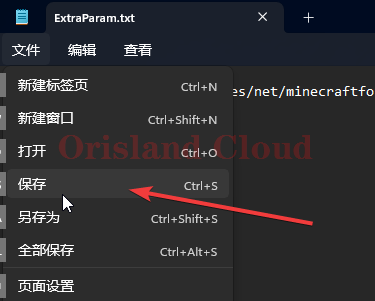 ExtraParam.txt
文件 编辑 查看
新建标签页 Ctrl+N
es/net/minecraftfo
新建窗口 Ctrl+Shift+N
打开 Ctrl+O
Orisland Cloud
保存 Ctrl+S
另存为 Ctrl+Shift+S
全部保存 Ctrl+Alt+S
页面设置